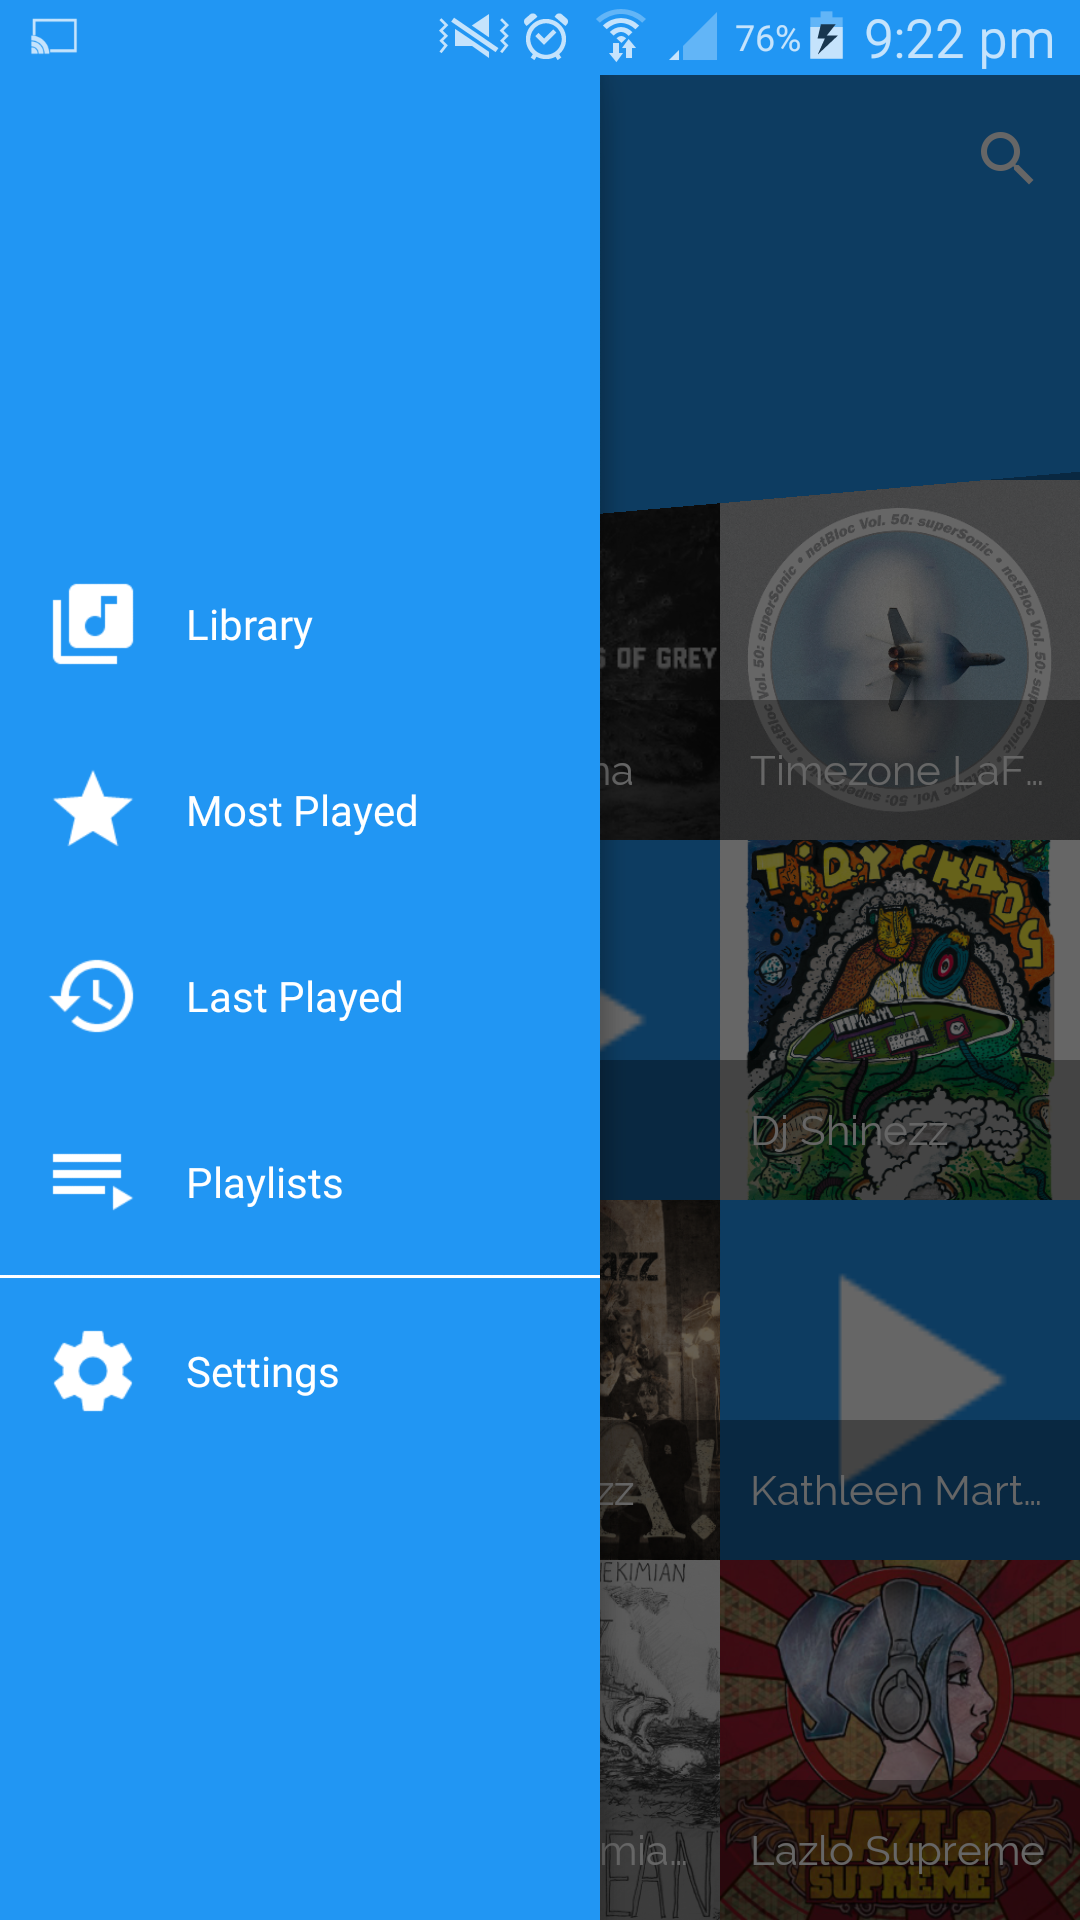 76% 9:22 pm
Library
Most Played
Last Played
Playlists
Settings
OF GREY
na
netBloc Vol. 50: superSonic • netBloc Vol. 50: superSonic
Timezone LaF...
TIDY CHAOS
Dj Shinezz
azz
A!
zz
Kathleen Mart...
EKIMIAN
EAN
mia...
LAZLO
SUPREME
Lazlo Supreme